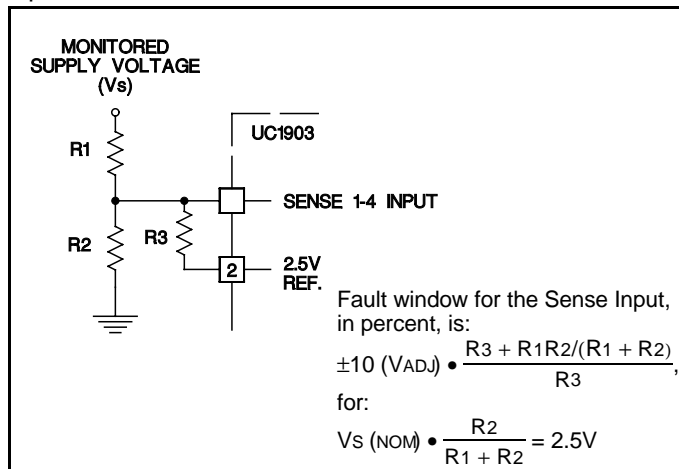 MONITORED
SUPPLY VOLTAGE
(Vs)
R1
UC1903
SENSE 1-4 INPUT
R2
R3
2
2.5V
REF.
Fault window for the Sense Input,
in percent, is:
±10 (VADJ) • R3 + R1R2/(R1 + R2) / R3,
for:
VS (NOM) • R2 / R1 + R2 = 2.5V